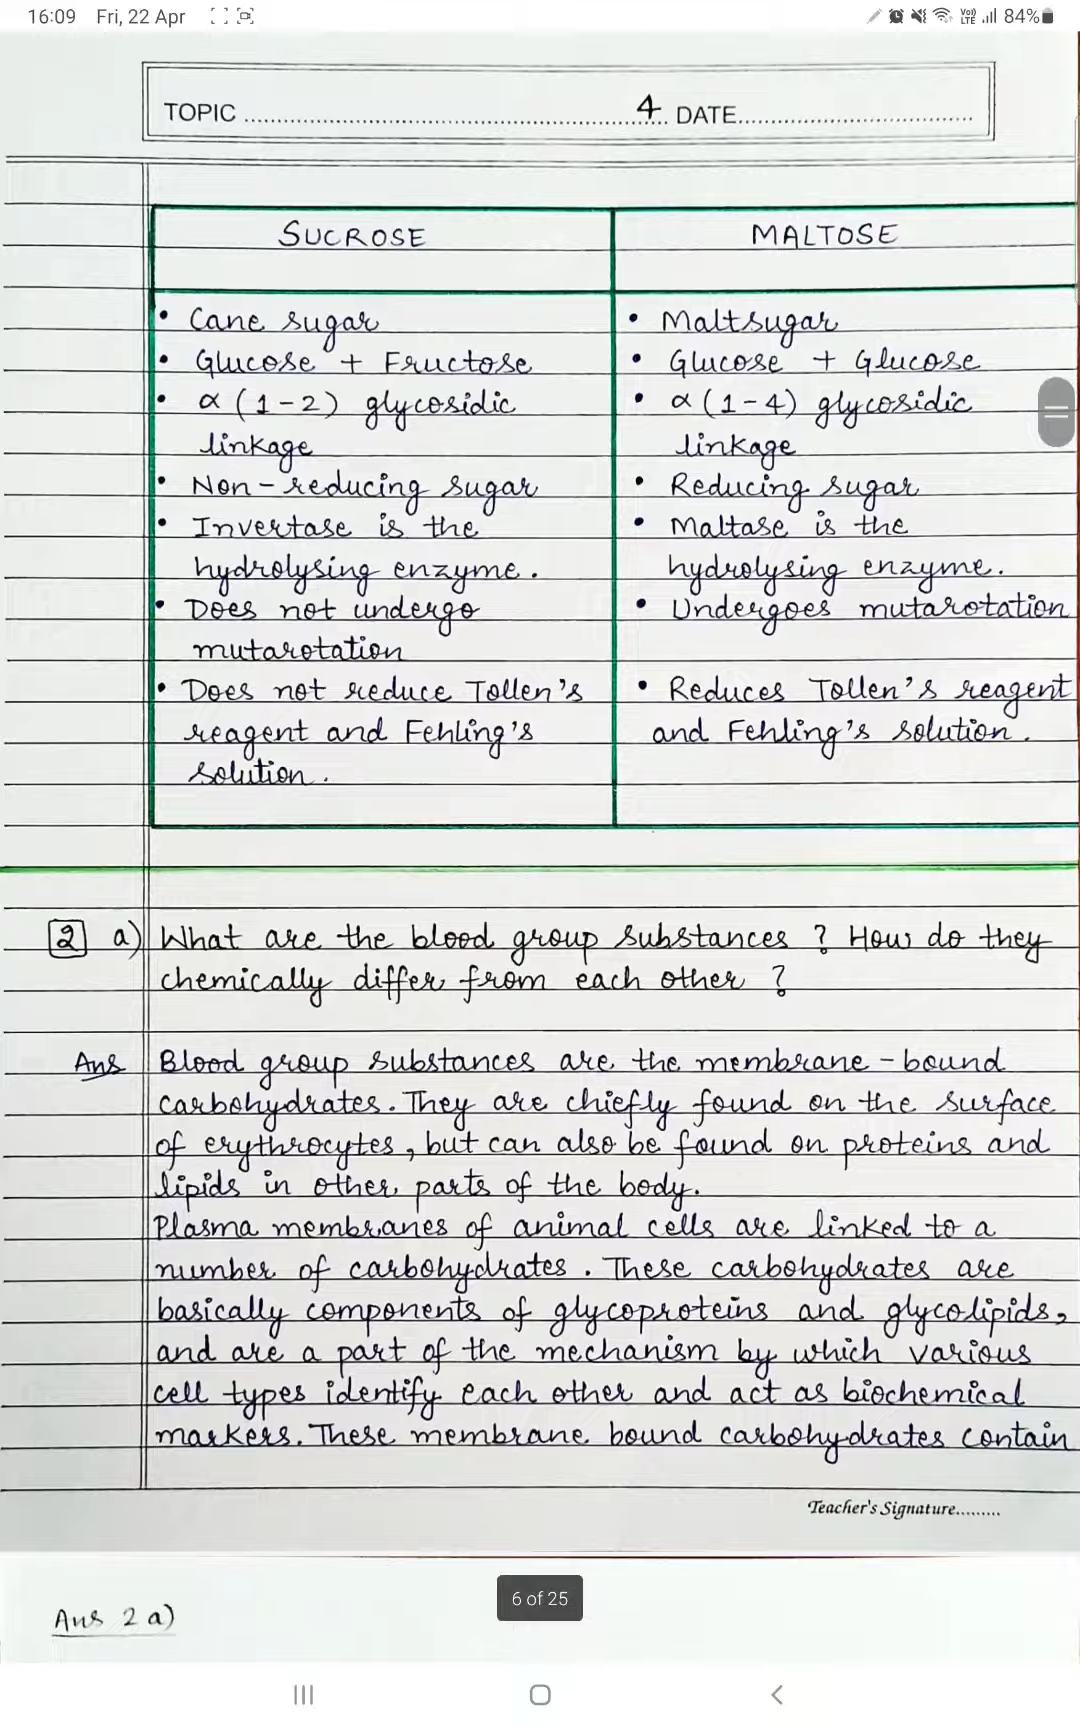 16:09 Fri, 22 Apr 84%
TOPIC 4 DATE
SUCROSE
MALTOSE
• Cane sugar
• Glucose + Fructose
• α (1-2) glycosidic
linkage
• Non-reducing sugar
• Invertase is the
hydrolysing enzyme.
• Does not undergo
mutarotation
• Does not reduce Tollen's
reagent and Fehling's
solution.
• Maltsugar
• Glucose + Glucose
• α (1-4) glycosidic
linkage
• Reducing sugar
• Maltase is the
hydrolysing enzyme.
• Undergoes mutarotation
• Reduces Tollen's reagent
and Fehling's solution.
2 a) What are the blood group substances ? How do they
chemically differ from each other ?
Ans Blood group substances are the membrane-bound
carbohydrates. They are chiefly found on the surface
of erythrocytes, but can also be found on proteins and
lipids in other parts of the body.
Plasma membranes of animal cells are linked to a
number of carbohydrates. These carbohydrates are
basically components of glycoproteins and glycolipids,
and are a part of the mechanism by which various
cell types identify each other and act as biochemical
markers. These membrane bound carbohydrates contain
Teacher's Signature.........
6 of 25
Ans 2 a)